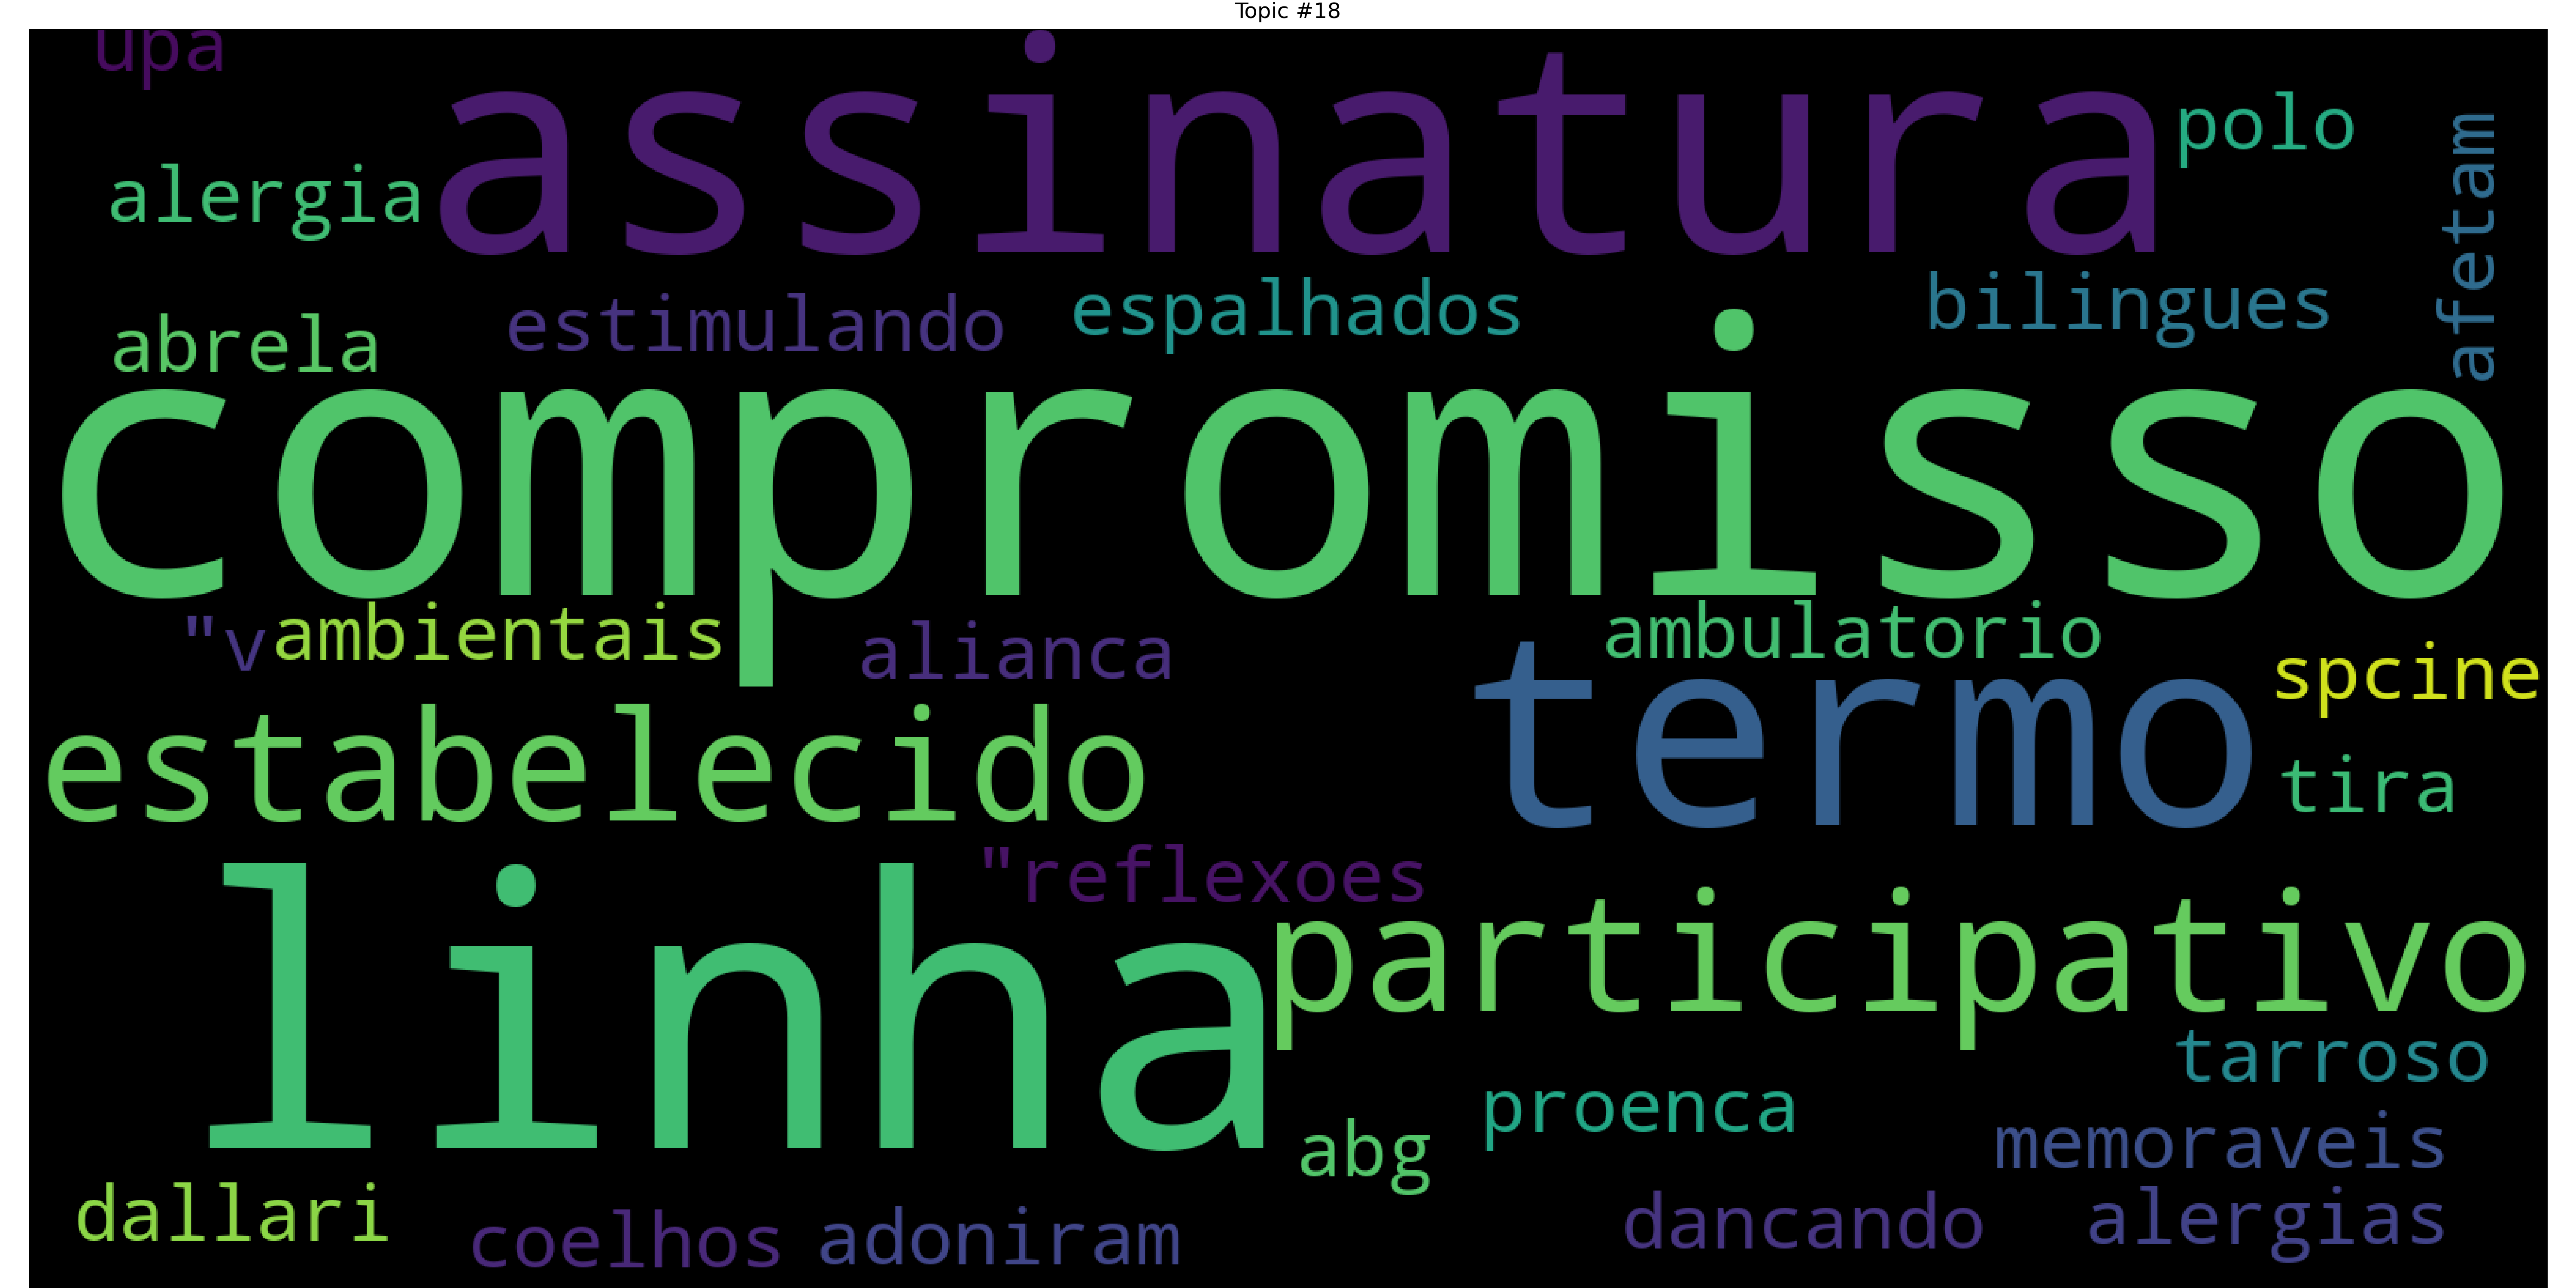 Topic #18
upa
assinatura
polo
afetam
alergia
espalhados
bilingues
estimulando
abrela
compromisso
"v
ambientais
alianca
ambulatorio
spcine
termo
estabelecido
tira
"reflexoes
linha
participativo
tarroso
proenca
abg
memoraveis
dallari
coelhos
adoniram
dancando
alergias